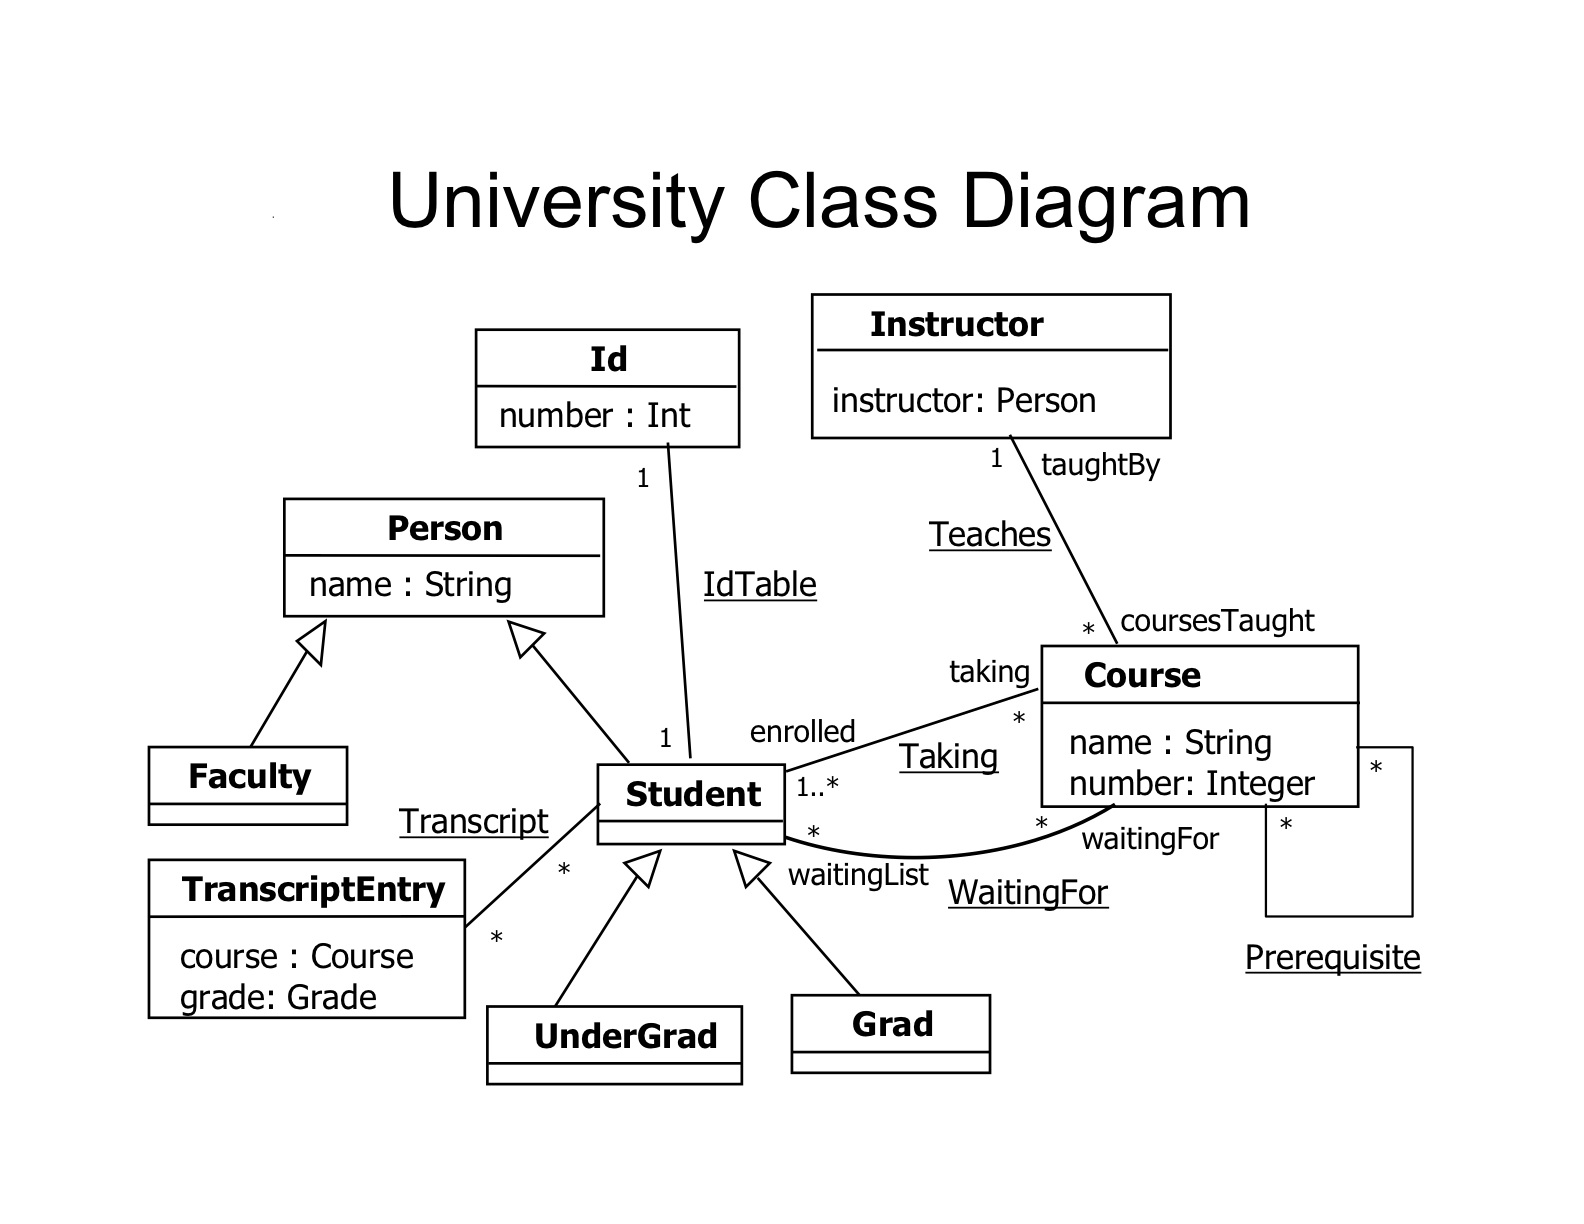 University Class Diagram
Instructor
instructor: Person
Id
number : Int
1
1
taughtBy
Person
name : String
Teaches
IdTable
*
coursesTaught
taking
Course
name : String
number: Integer
enrolled
*
Taking
1
1..*
*
*
Faculty
Student
Transcript
*
*
waitingFor
waitingList
WaitingFor
*
TranscriptEntry
course : Course
grade: Grade
*
Prerequisite
UnderGrad
Grad